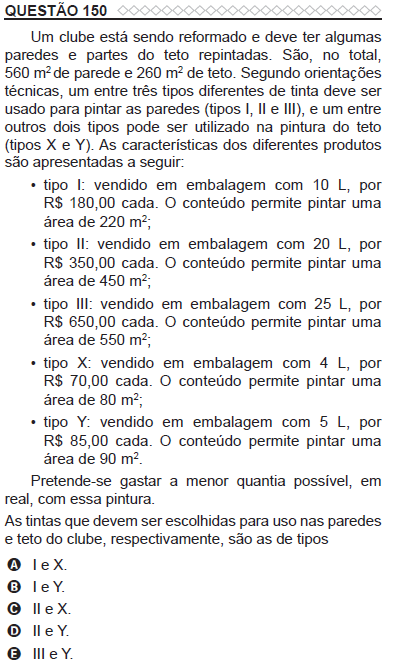 QUESTÃO 150
Um clube está sendo reformado e deve ter algumas
paredes e partes do teto repintadas. São, no total,
560 m² de parede e 260 m² de teto. Segundo orientações
técnicas, um entre três tipos diferentes de tinta deve ser
usado para pintar as paredes (tipos I, II e III), e um entre
outros dois tipos pode ser utilizado na pintura do teto
(tipos X e Y). As características dos diferentes produtos
são apresentadas a seguir:
• tipo I: vendido em embalagem com 10 L, por
R$ 180,00 cada. O conteúdo permite pintar uma
área de 220 m²;
• tipo II: vendido em embalagem com 20 L, por
R$ 350,00 cada. O conteúdo permite pintar uma
área de 450 m²;
• tipo III: vendido em embalagem com 25 L, por
R$ 650,00 cada. O conteúdo permite pintar uma
área de 550 m²;
• tipo X: vendido em embalagem com 4 L, por
R$ 70,00 cada. O conteúdo permite pintar uma
área de 80 m²;
• tipo Y: vendido em embalagem com 5 L, por
R$ 85,00 cada. O conteúdo permite pintar uma
área de 90 m².
Pretende-se gastar a menor quantia possível, em
real, com essa pintura.
As tintas que devem ser escolhidas para uso nas paredes
e teto do clube, respectivamente, são as de tipos
A I e X.
B I e Y.
C II e X.
D II e Y.
E III e Y.